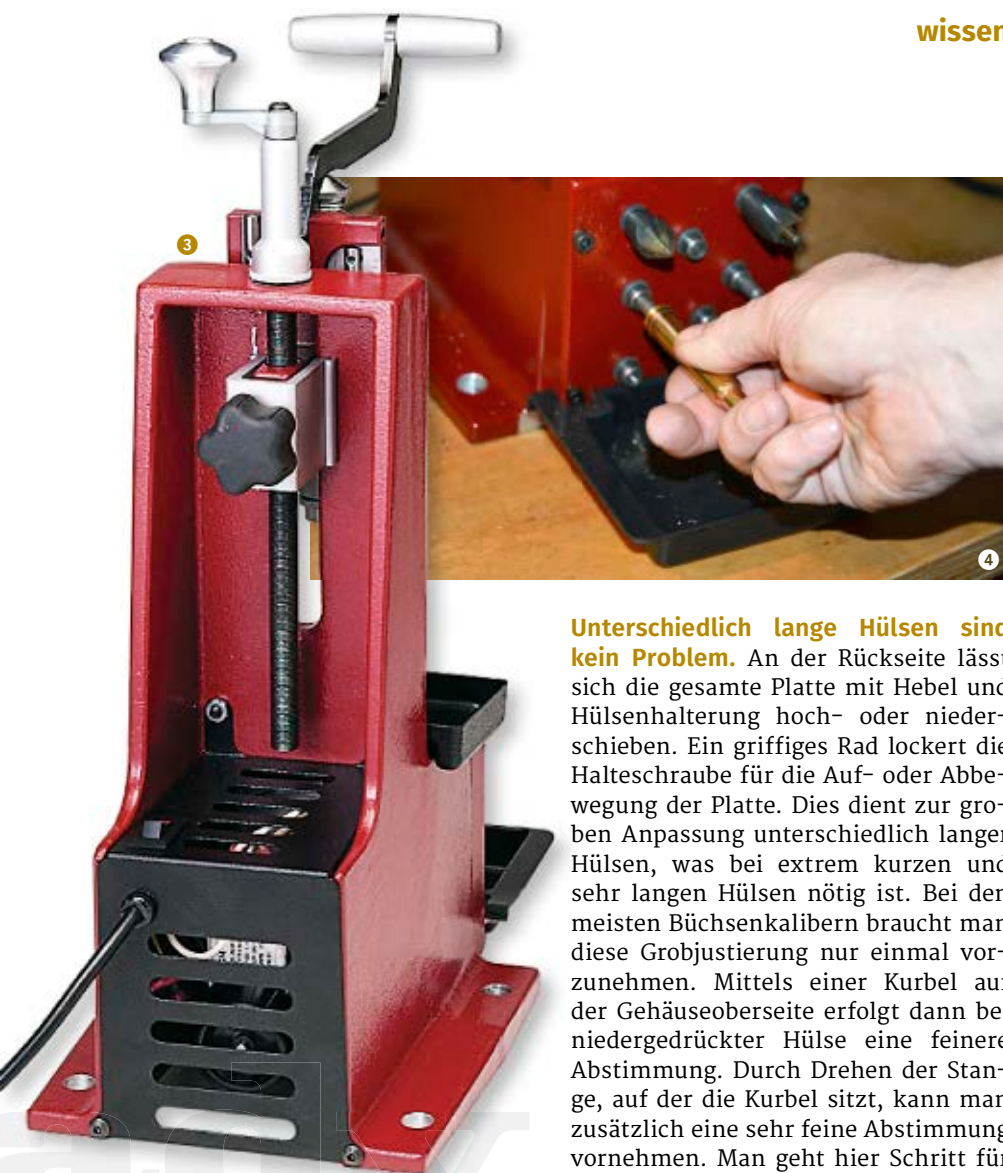 wissen
3
4
Unterschiedlich lange Hülsen sind
kein Problem. An der Rückseite lässt
sich die gesamte Platte mit Hebel und
Hülsenhalterung hoch- oder nieder-
schieben. Ein griffiges Rad lockert die
Halteschraube für die Auf- oder Abbe-
wegung der Platte. Dies dient zur gro-
ben Anpassung unterschiedlich langer
Hülsen, was bei extrem kurzen und
sehr langen Hülsen nötig ist. Bei den
meisten Büchsenkalibern braucht man
diese Grobjustierung nur einmal vor-
zunehmen. Mittels einer Kurbel auf
der Gehäuseoberseite erfolgt dann bei
niedergedrückter Hülse eine feinere
Abstimmung. Durch Drehen der Stan-
ge, auf der die Kurbel sitzt, kann man
zusätzlich eine sehr feine Abstimmung
vornehmen. Man geht hier Schritt für